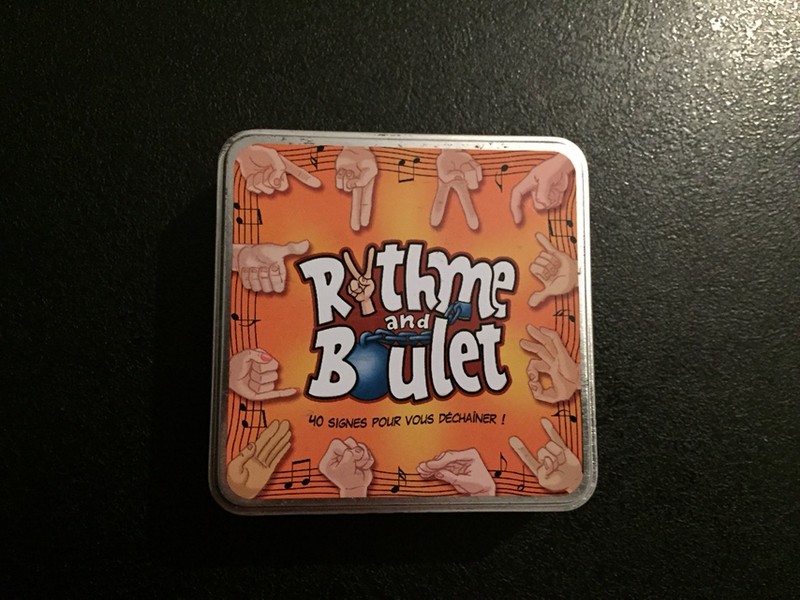 Rythme
and
Boulet
40 SIGNES POUR VOUS DÉCHAÎNER !